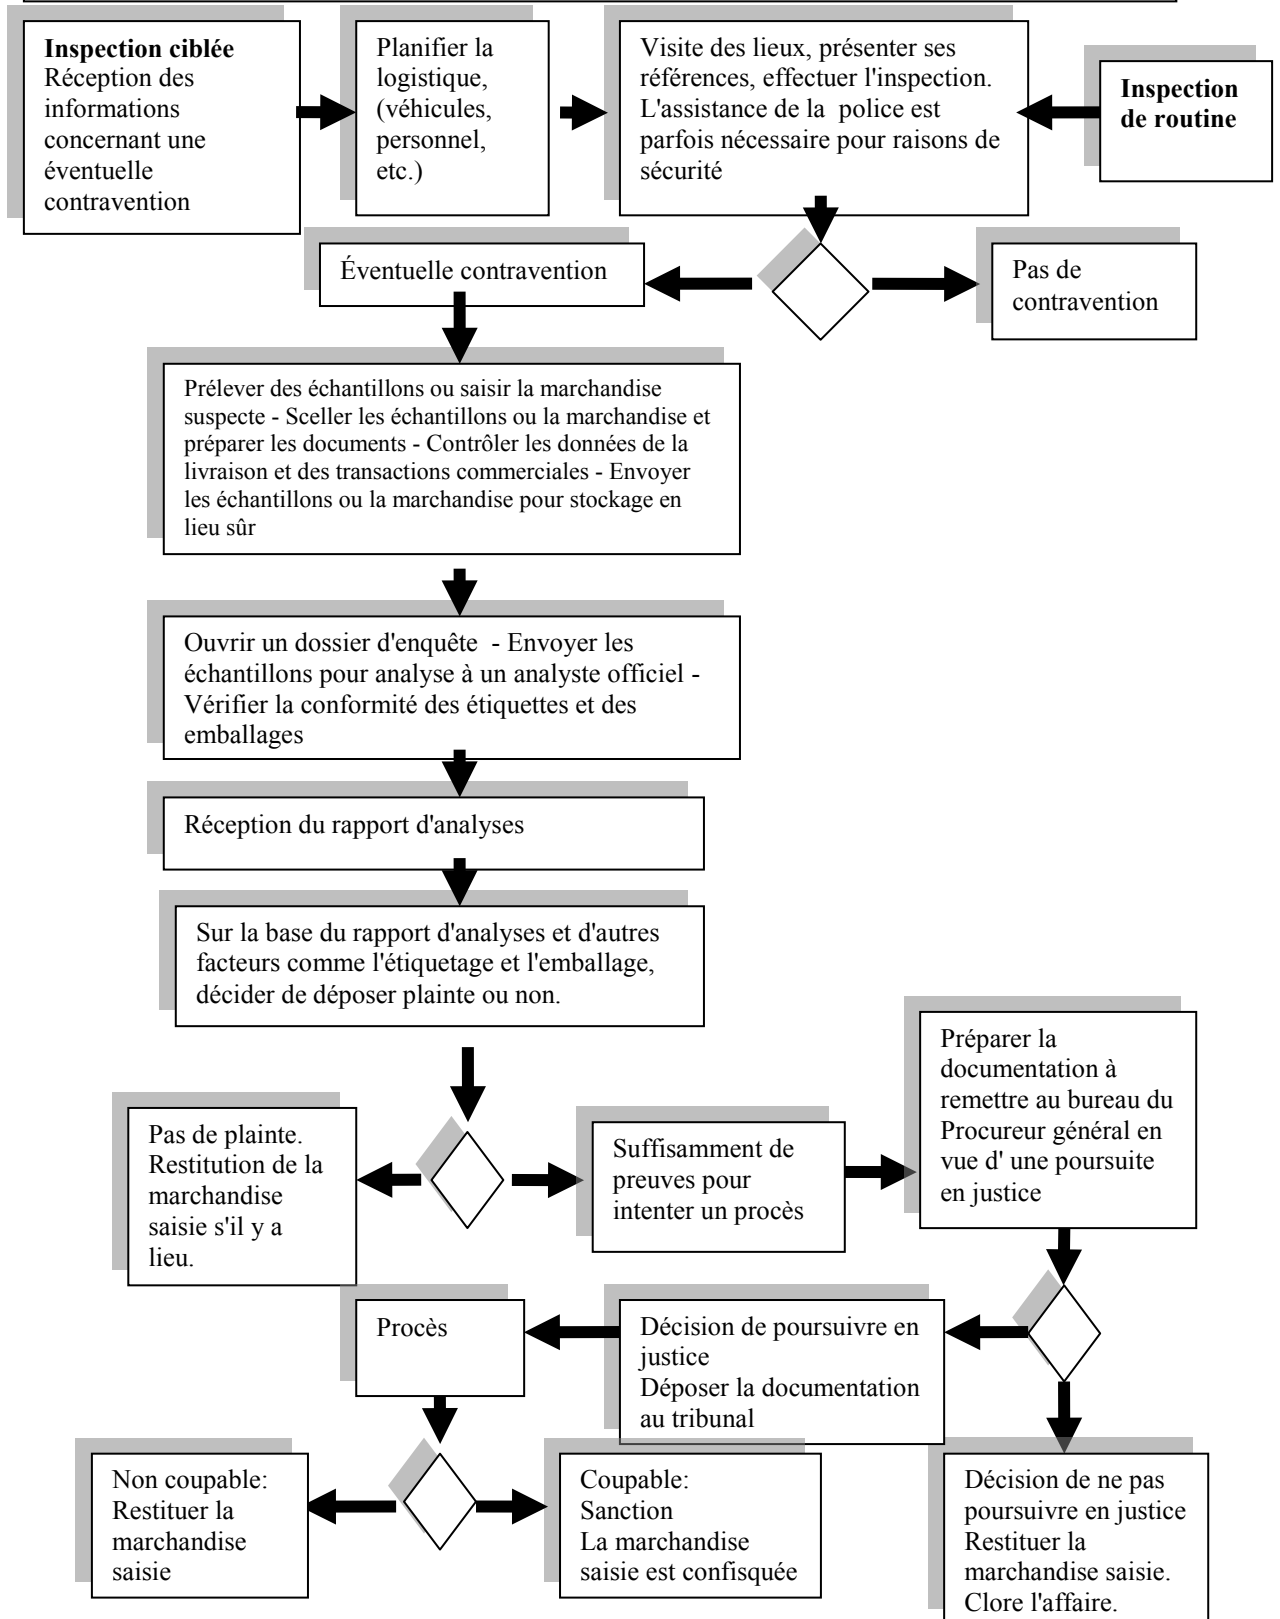 Inspection ciblée
Réception des
informations
concernant une
éventuelle
contravention
Planifier la
logistique,
(véhicules,
personnel,
etc.)
Visite des lieux, présenter ses
références, effectuer l'inspection.
L'assistance de la  police est
parfois nécessaire pour raisons de
sécurité
Inspection
de routine
Éventuelle contravention
Pas de
contravention
Prélever des échantillons ou saisir la marchandise
suspecte - Sceller les échantillons ou la marchandise et
préparer les documents - Contrôler les données de la
livraison et des transactions commerciales - Envoyer
les échantillons ou la marchandise pour stockage en
lieu sûr
Ouvrir un dossier d'enquête  - Envoyer les
échantillons pour analyse à un analyste officiel -
Vérifier la conformité des étiquettes et des
emballages
Réception du rapport d'analyses
Sur la base du rapport d'analyses et d'autres
facteurs comme l'étiquetage et l'emballage,
décider de déposer plainte ou non.
Pas de plainte.
Restitution de la
marchandise
saisie s'il y a
lieu.
Suffisamment de
preuves pour
intenter un procès
Préparer la
documentation à
remettre au bureau du
Procureur général en
vue d' une poursuite
en justice
Procès
Décision de poursuivre en
justice
Déposer la documentation
au tribunal
Non coupable:
Restituer la
marchandise
saisie
Coupable:
Sanction
La marchandise
saisie est confisquée
Décision de ne pas
poursuivre en justice
Restituer la
marchandise saisie.
Clore l'affaire.